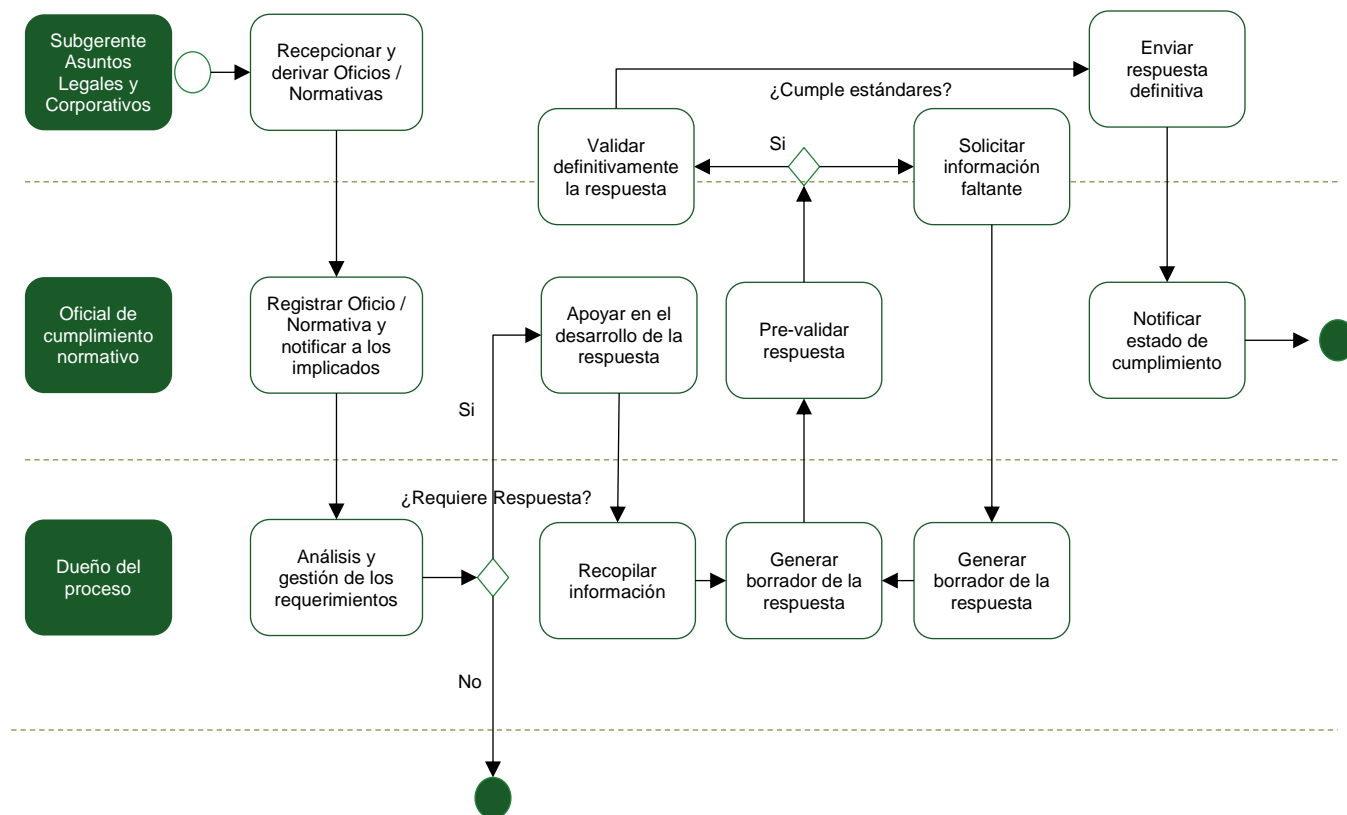 Subgerente
Asuntos
Legales y
Corporativos
Recepcionar y
derivar Oficios /
Normativas
¿Cumple estándares?
Enviar
respuesta
definitiva
Validar
definitivamente
la respuesta
Si
Solicitar
información
faltante
Oficial de
cumplimiento
normativo
Registrar Oficio /
Normativa y
notificar a los
implicados
Apoyar en el
desarrollo de la
respuesta
Pre-validar
respuesta
Notificar
estado de
cumplimiento
Si
¿Requiere Respuesta?
Dueño del
proceso
Análisis y
gestión de los
requerimientos
Recopilar
información
Generar
borrador de la
respuesta
Generar
borrador de la
respuesta
No